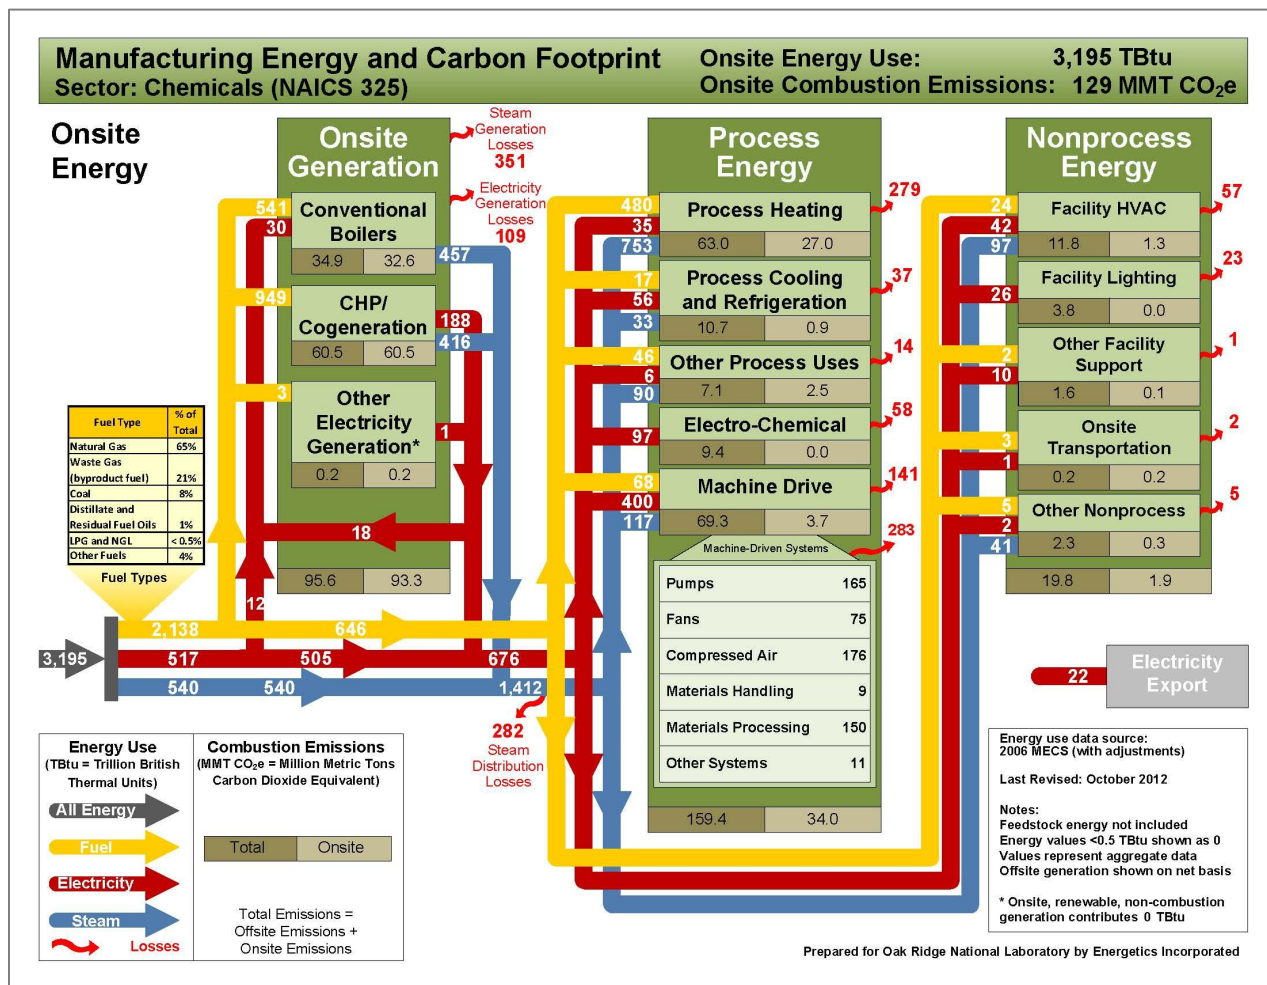 Manufacturing Energy and Carbon Footprint
Sector: Chemicals (NAICS 325)
Onsite Energy Use: 3,195 TBtu
Onsite Combustion Emissions: 129 MMT CO₂e
Onsite
Energy
Onsite
Generation
Steam
Generation
Losses
351
Electricity
Generation
Losses
109
541
30
Conventional
Boilers
34.9 32.6
457
949
CHP/
Cogeneration
60.5 60.5
188
416
3
Other
Electricity
Generation*
0.2 0.2
1
18
95.6 93.3
12
Fuel Type % of
Total
Natural Gas 65%
Waste Gas
(byproduct fuel) 21%
Coal 8%
Distillate and
Residual Fuel Oils 1%
LPG and NGL < 0.5%
Other Fuels 4%
Fuel Types
3,195
2,138 646
517 505 676
540 540 1,412
282
Steam
Distribution
Losses
Process
Energy
480
35
753
Process Heating
63.0 27.0
279
17
56
33
Process Cooling
and Refrigeration
10.7 0.9
37
46
6
90
Other Process Uses
7.1 2.5
14
97
Electro-Chemical
9.4 0.0
58
68
400
117
Machine Drive
69.3 3.7
141
Machine-Driven Systems
283
Pumps 165
Fans 75
Compressed Air 176
Materials Handling 9
Materials Processing 150
Other Systems 11
159.4 34.0
Nonprocess
Energy
24
42
97
Facility HVAC
11.8 1.3
57
26
Facility Lighting
3.8 0.0
23
2
10
Other Facility
Support
1.6 0.1
1
3
1
Onsite
Transportation
0.2 0.2
2
5
2
41
Other Nonprocess
2.3 0.3
5
19.8 1.9
22
Electricity
Export
Energy Use
(TBtu = Trillion British
Thermal Units)
All Energy
Fuel
Electricity
Steam
Losses
Combustion Emissions
(MMT CO₂e = Million Metric Tons
Carbon Dioxide Equivalent)
Total Onsite
Total Emissions =
Offsite Emissions +
Onsite Emissions
Energy use data source:
2006 MECS (with adjustments)
Last Revised: October 2012
Notes:
Feedstock energy not included
Energy values <0.5 TBtu shown as 0
Values represent aggregate data
Offsite generation shown on net basis
* Onsite, renewable, non-combustion
generation contributes 0 TBtu
Prepared for Oak Ridge National Laboratory by Energetics Incorporated